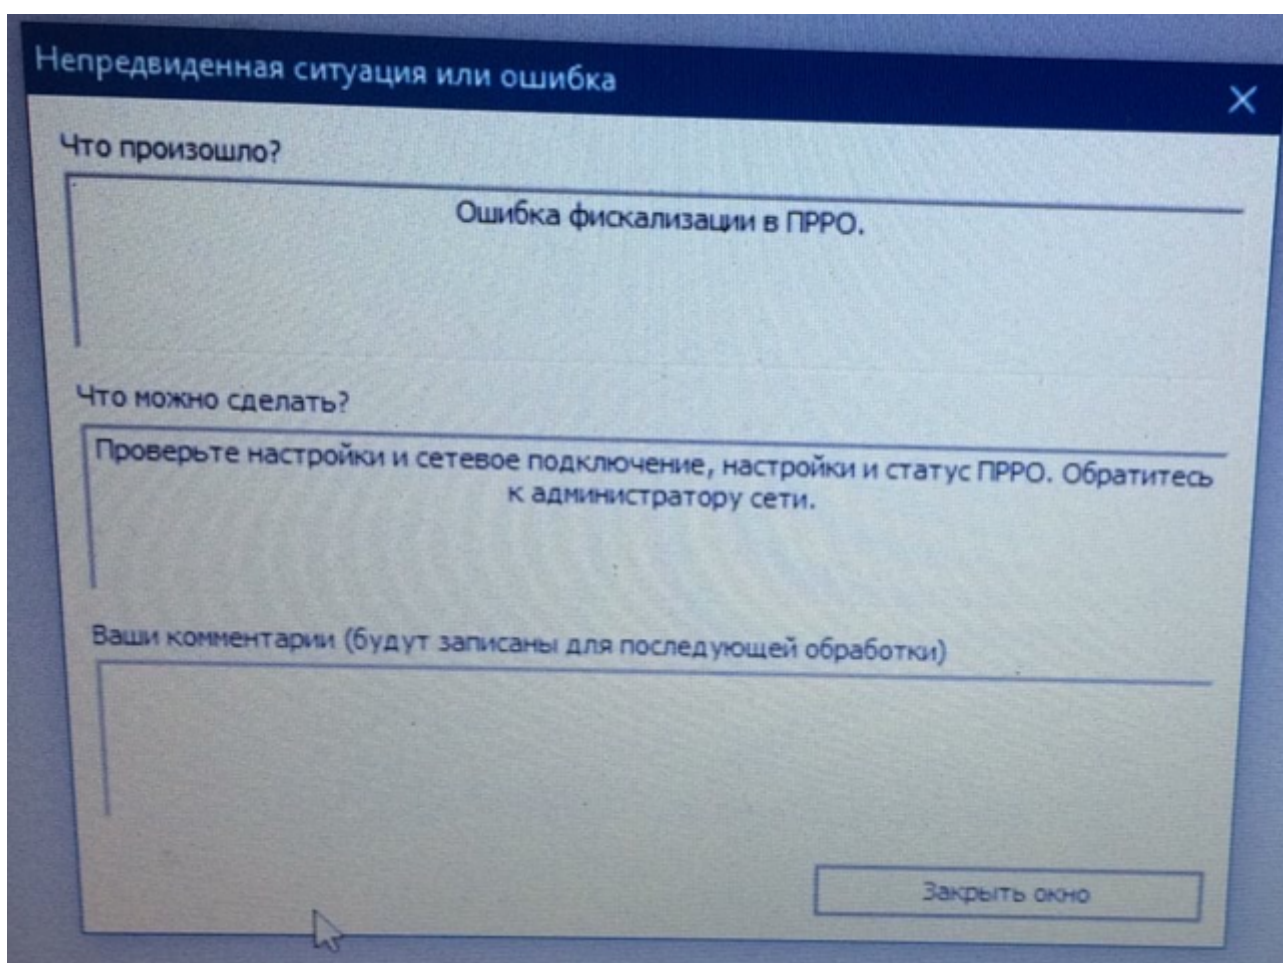 Непредвиденная ситуация или ошибка
Что произошло?
Ошибка фискализации в ПРРО.
Что можно сделать?
Проверьте настройки и сетевое подключение, настройки и статус ПРРО. Обратитесь
к администратору сети.
Ваши комментарии (будут записаны для последующей обработки)
Закрыть окно